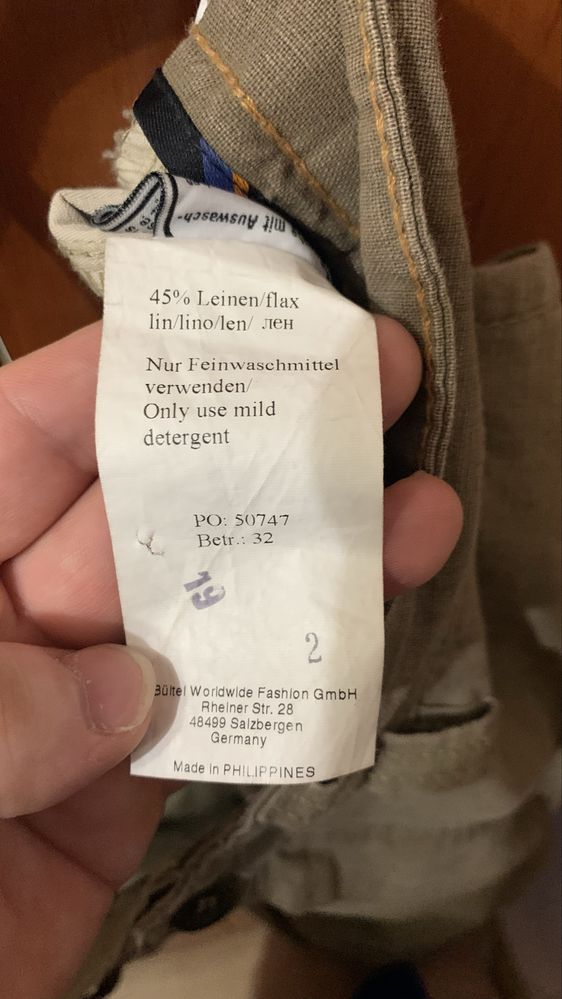 mit Auswasch-
45% Leinen/flax
lin/lino/len/ лен
Nur Feinwaschmittel
verwenden/
Only use mild
detergent
PO: 50747
Betr.: 32
19
2
Bültel Worldwide Fashion GmbH
Rheiner Str. 28
48499 Salzbergen
Germany
Made in PHILIPPINES